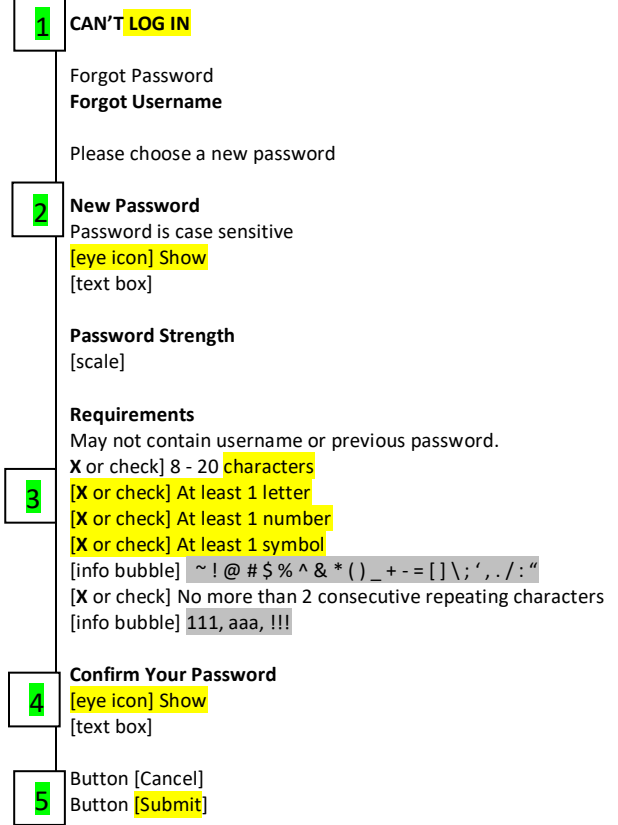 1
CAN’T LOG IN
Forgot Password
Forgot Username
Please choose a new password
2
New Password
Password is case sensitive
[eye icon] Show
[text box]
Password Strength
[scale]
Requirements
May not contain username or previous password.
X or check] 8 - 20 characters
3
[X or check] At least 1 letter
[X or check] At least 1 number
[X or check] At least 1 symbol
[info bubble] ~ ! @ # $ % ^ & * ( ) _ + - = [ ] \ ; ‘ , . / : “
[X or check] No more than 2 consecutive repeating characters
[info bubble] 111, aaa, !!!
4
Confirm Your Password
[eye icon] Show
[text box]
5
Button [Cancel]
Button [Submit]